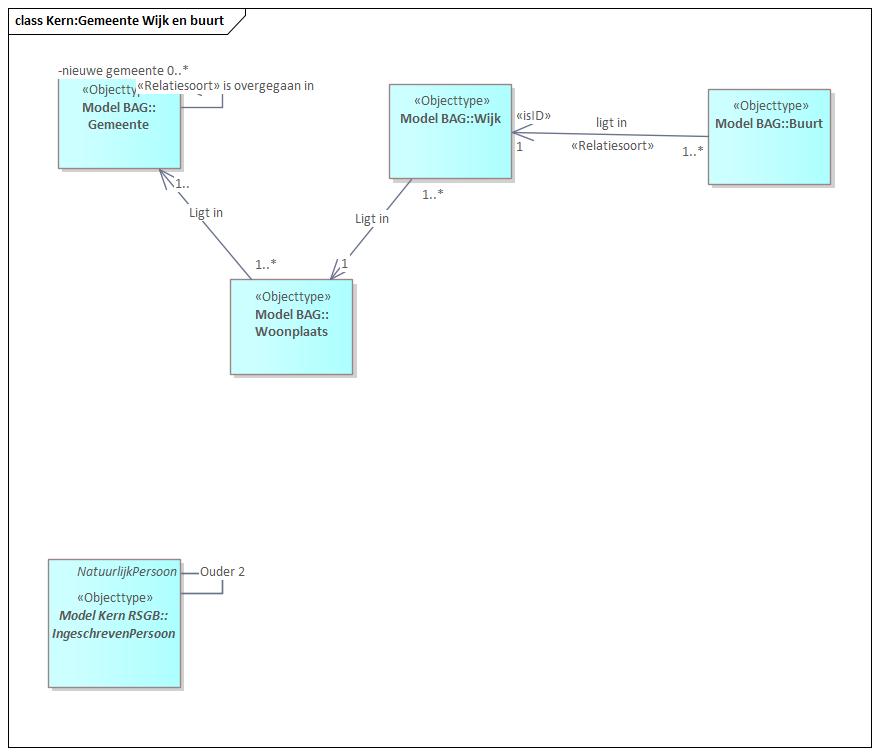 class Kern:Gemeente Wijk en buurt
-nieuwe gemeente 0..*
«Objectty
«Relatiesoort» is overgegaan in
Model BAG::
Gemeente
«Objecttype»
Model BAG::Wijk
«isID»
1
ligt in
«Relatiesoort»
1..*
«Objecttype»
Model BAG::Buurt
1..
Ligt in
1..*
1..*
Ligt in
1
«Objecttype»
Model BAG::
Woonplaats
NatuurlijkPersoon
Ouder 2
«Objecttype»
Model Kern RSGB::
IngeschrevenPersoon